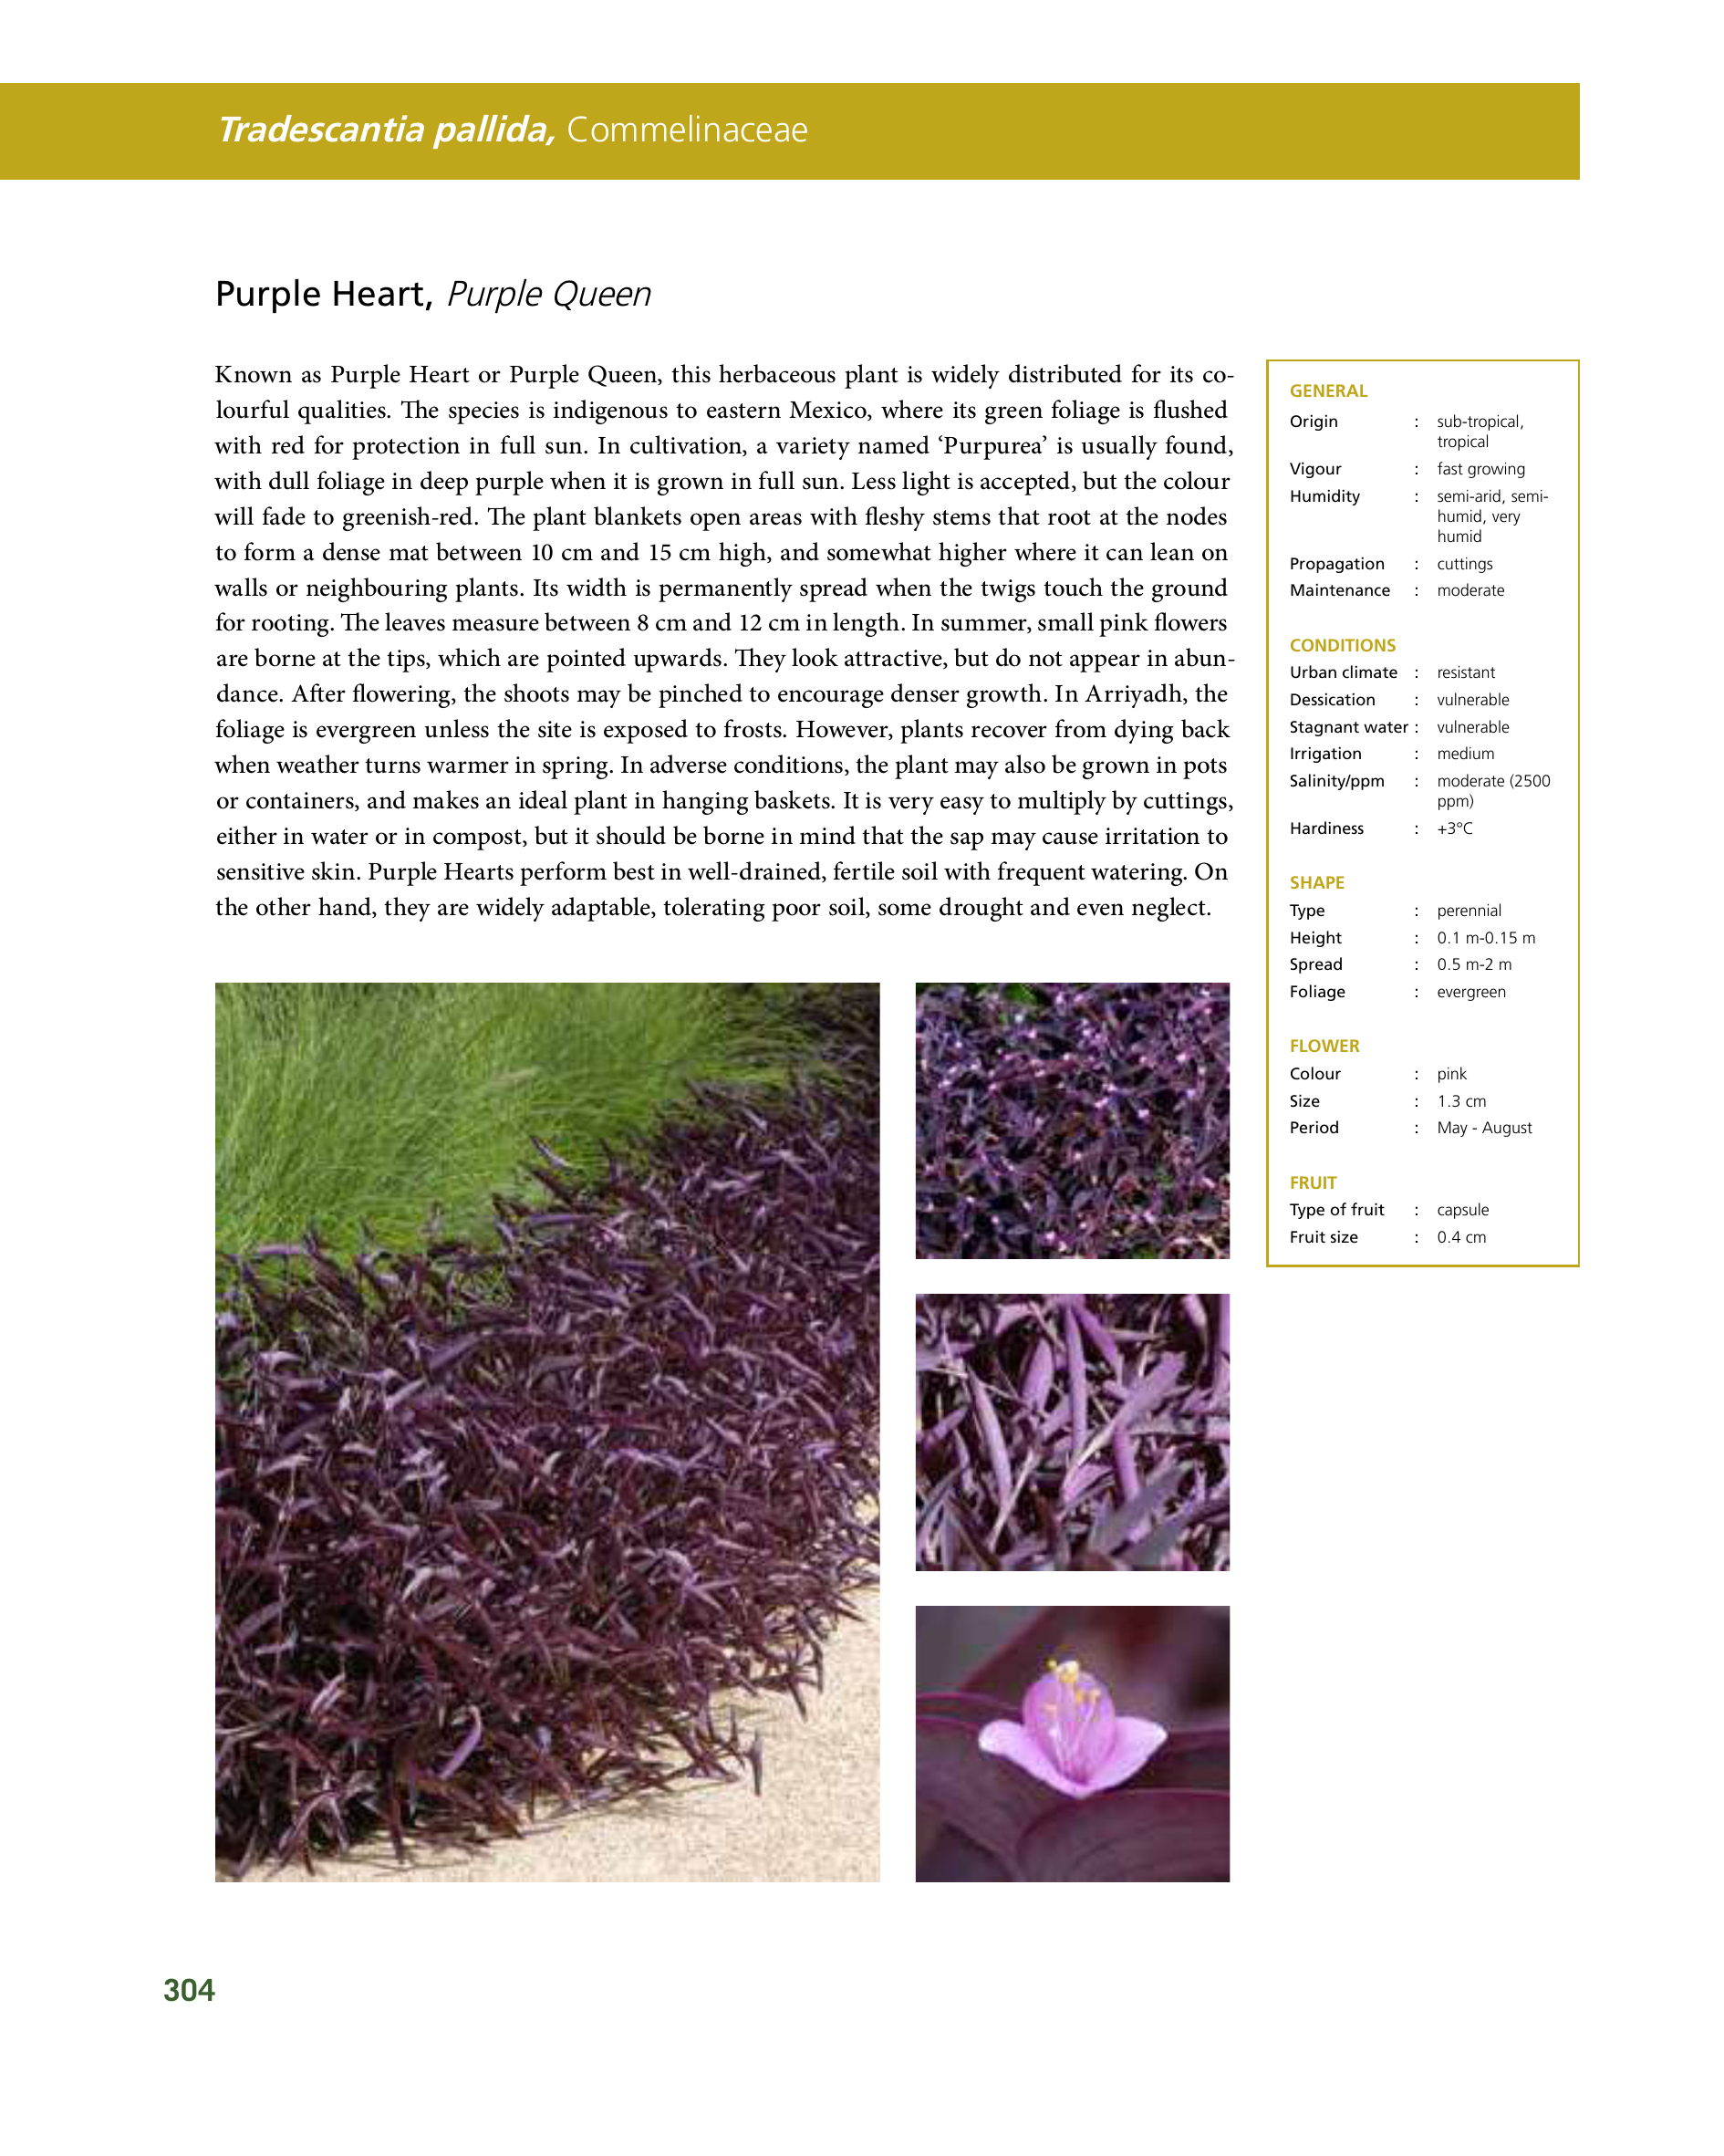 Tradescantia pallida, Commelinaceae
Purple Heart, Purple Queen
Known as Purple Heart or Purple Queen, this herbaceous plant is widely distributed for its co-
lourful qualities. The species is indigenous to eastern Mexico, where its green foliage is flushed
with red for protection in full sun. In cultivation, a variety named ‘Purpurea’ is usually found,
with dull foliage in deep purple when it is grown in full sun. Less light is accepted, but the colour
will fade to greenish-red. The plant blankets open areas with fleshy stems that root at the nodes
to form a dense mat between 10 cm and 15 cm high, and somewhat higher where it can lean on
walls or neighbouring plants. Its width is permanently spread when the twigs touch the ground
for rooting. The leaves measure between 8 cm and 12 cm in length. In summer, small pink flowers
are borne at the tips, which are pointed upwards. They look attractive, but do not appear in abun-
dance. After flowering, the shoots may be pinched to encourage denser growth. In Arriyadh, the
foliage is evergreen unless the site is exposed to frosts. However, plants recover from dying back
when weather turns warmer in spring. In adverse conditions, the plant may also be grown in pots
or containers, and makes an ideal plant in hanging baskets. It is very easy to multiply by cuttings,
either in water or in compost, but it should be borne in mind that the sap may cause irritation to
sensitive skin. Purple Hearts perform best in well-drained, fertile soil with frequent watering. On
the other hand, they are widely adaptable, tolerating poor soil, some drought and even neglect.
GENERAL
Origin : sub-tropical,
tropical
Vigour : fast growing
Humidity : semi-arid, semi-
humid, very
humid
Propagation : cuttings
Maintenance : moderate
CONDITIONS
Urban climate : resistant
Dessication : vulnerable
Stagnant water : vulnerable
Irrigation : medium
Salinity/ppm : moderate (2500
ppm)
Hardiness : +3°C
SHAPE
Type : perennial
Height : 0.1 m-0.15 m
Spread : 0.5 m-2 m
Foliage : evergreen
FLOWER
Colour : pink
Size : 1.3 cm
Period : May - August
FRUIT
Type of fruit : capsule
Fruit size : 0.4 cm
304